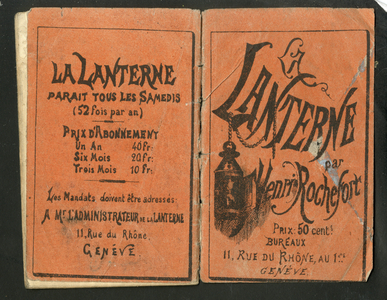 LA LANTERNE
PARAIT TOUS LES SAMEDIS
(52 fois par an)
PRIX D'ABONNEMENT
Un An 40 fr.
Six Mois 20 fr.
Trois Mois 10 fr.
Les Mandats doivent être adressés
A Mr L'ADMINISTRATEUR DE LA LANTERNE
11, Rue du Rhône,
GENÈVE.
LA
LANTERNE
par
Henri Rochefort
PRIX: 50 cent!
BUREAUX
11, RUE DU RHÔNE, AU 1er
GENÈVE.